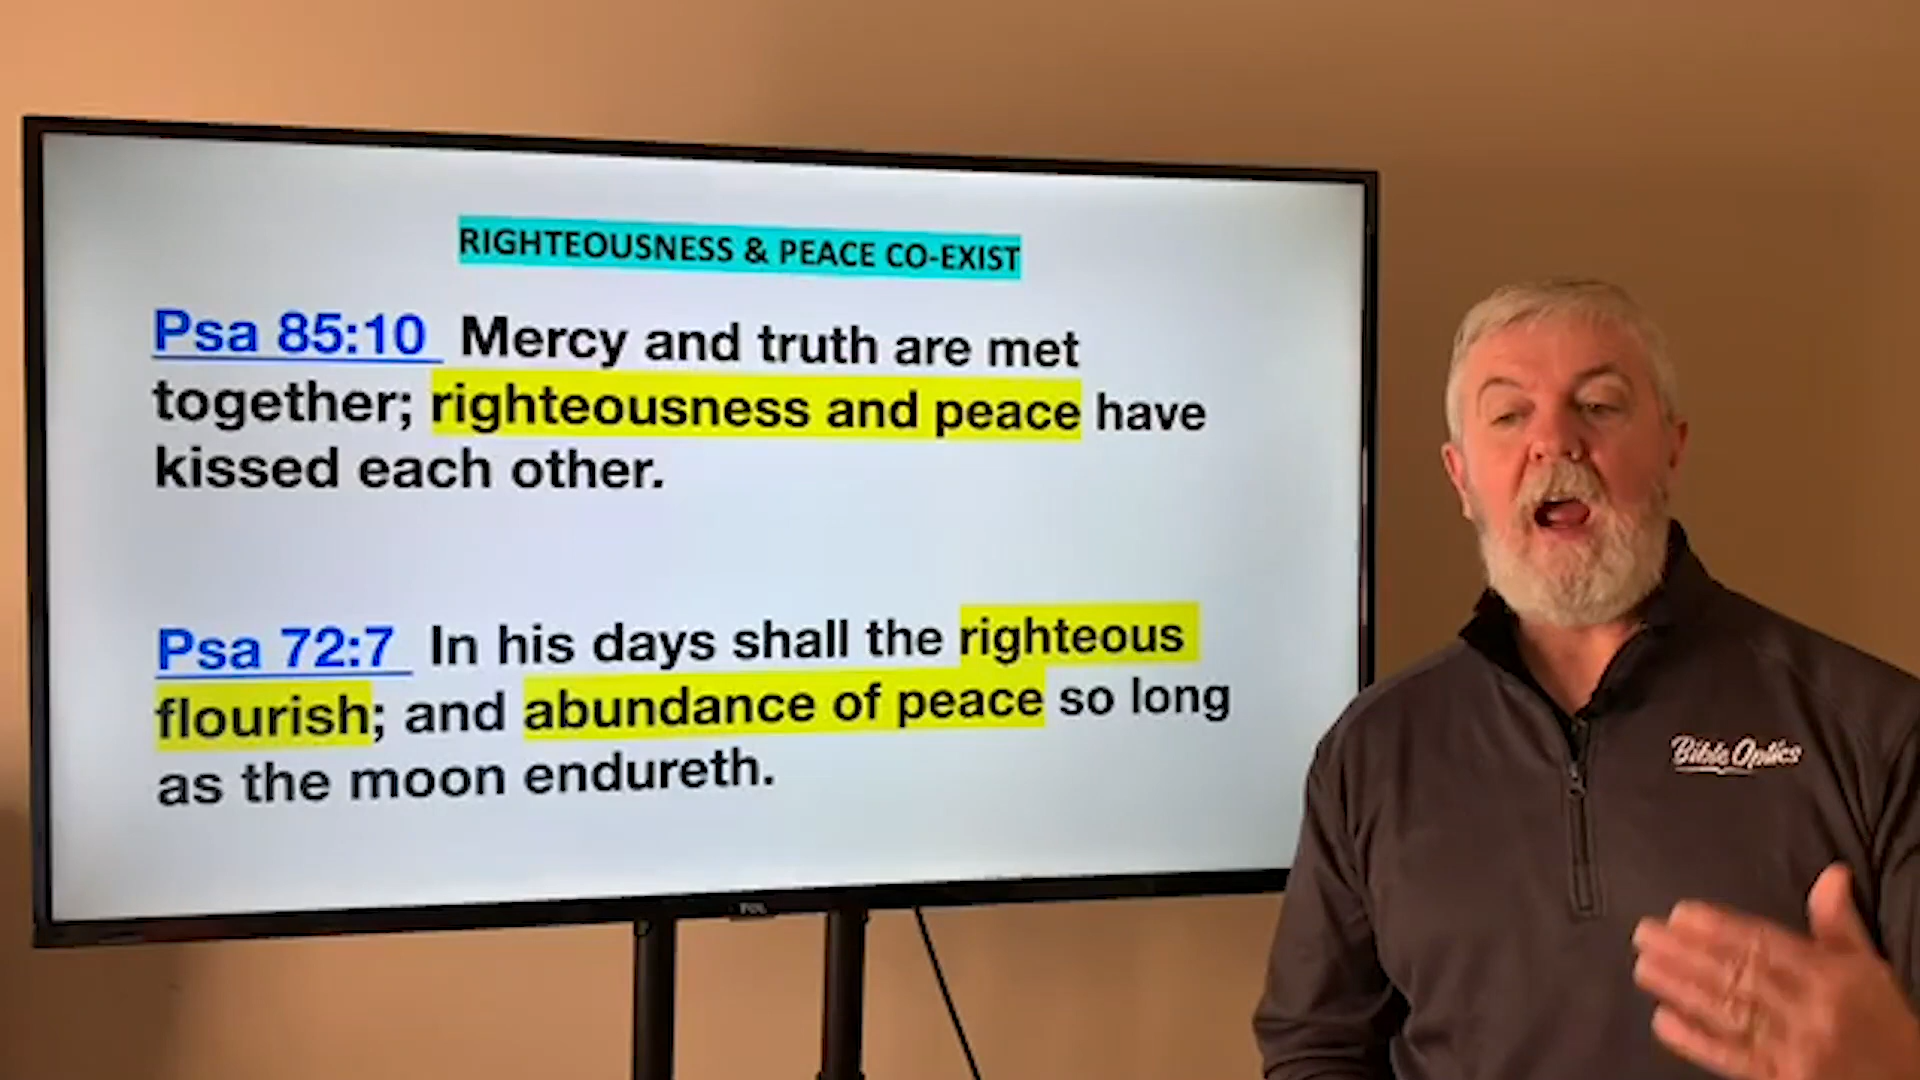 RIGHTEOUSNESS & PEACE CO-EXIST
Psa 85:10 Mercy and truth are met
together; righteousness and peace have
kissed each other.
Psa 72:7 In his days shall the righteous
flourish; and abundance of peace so long
as the moon endureth.
Bible Optics
TCL